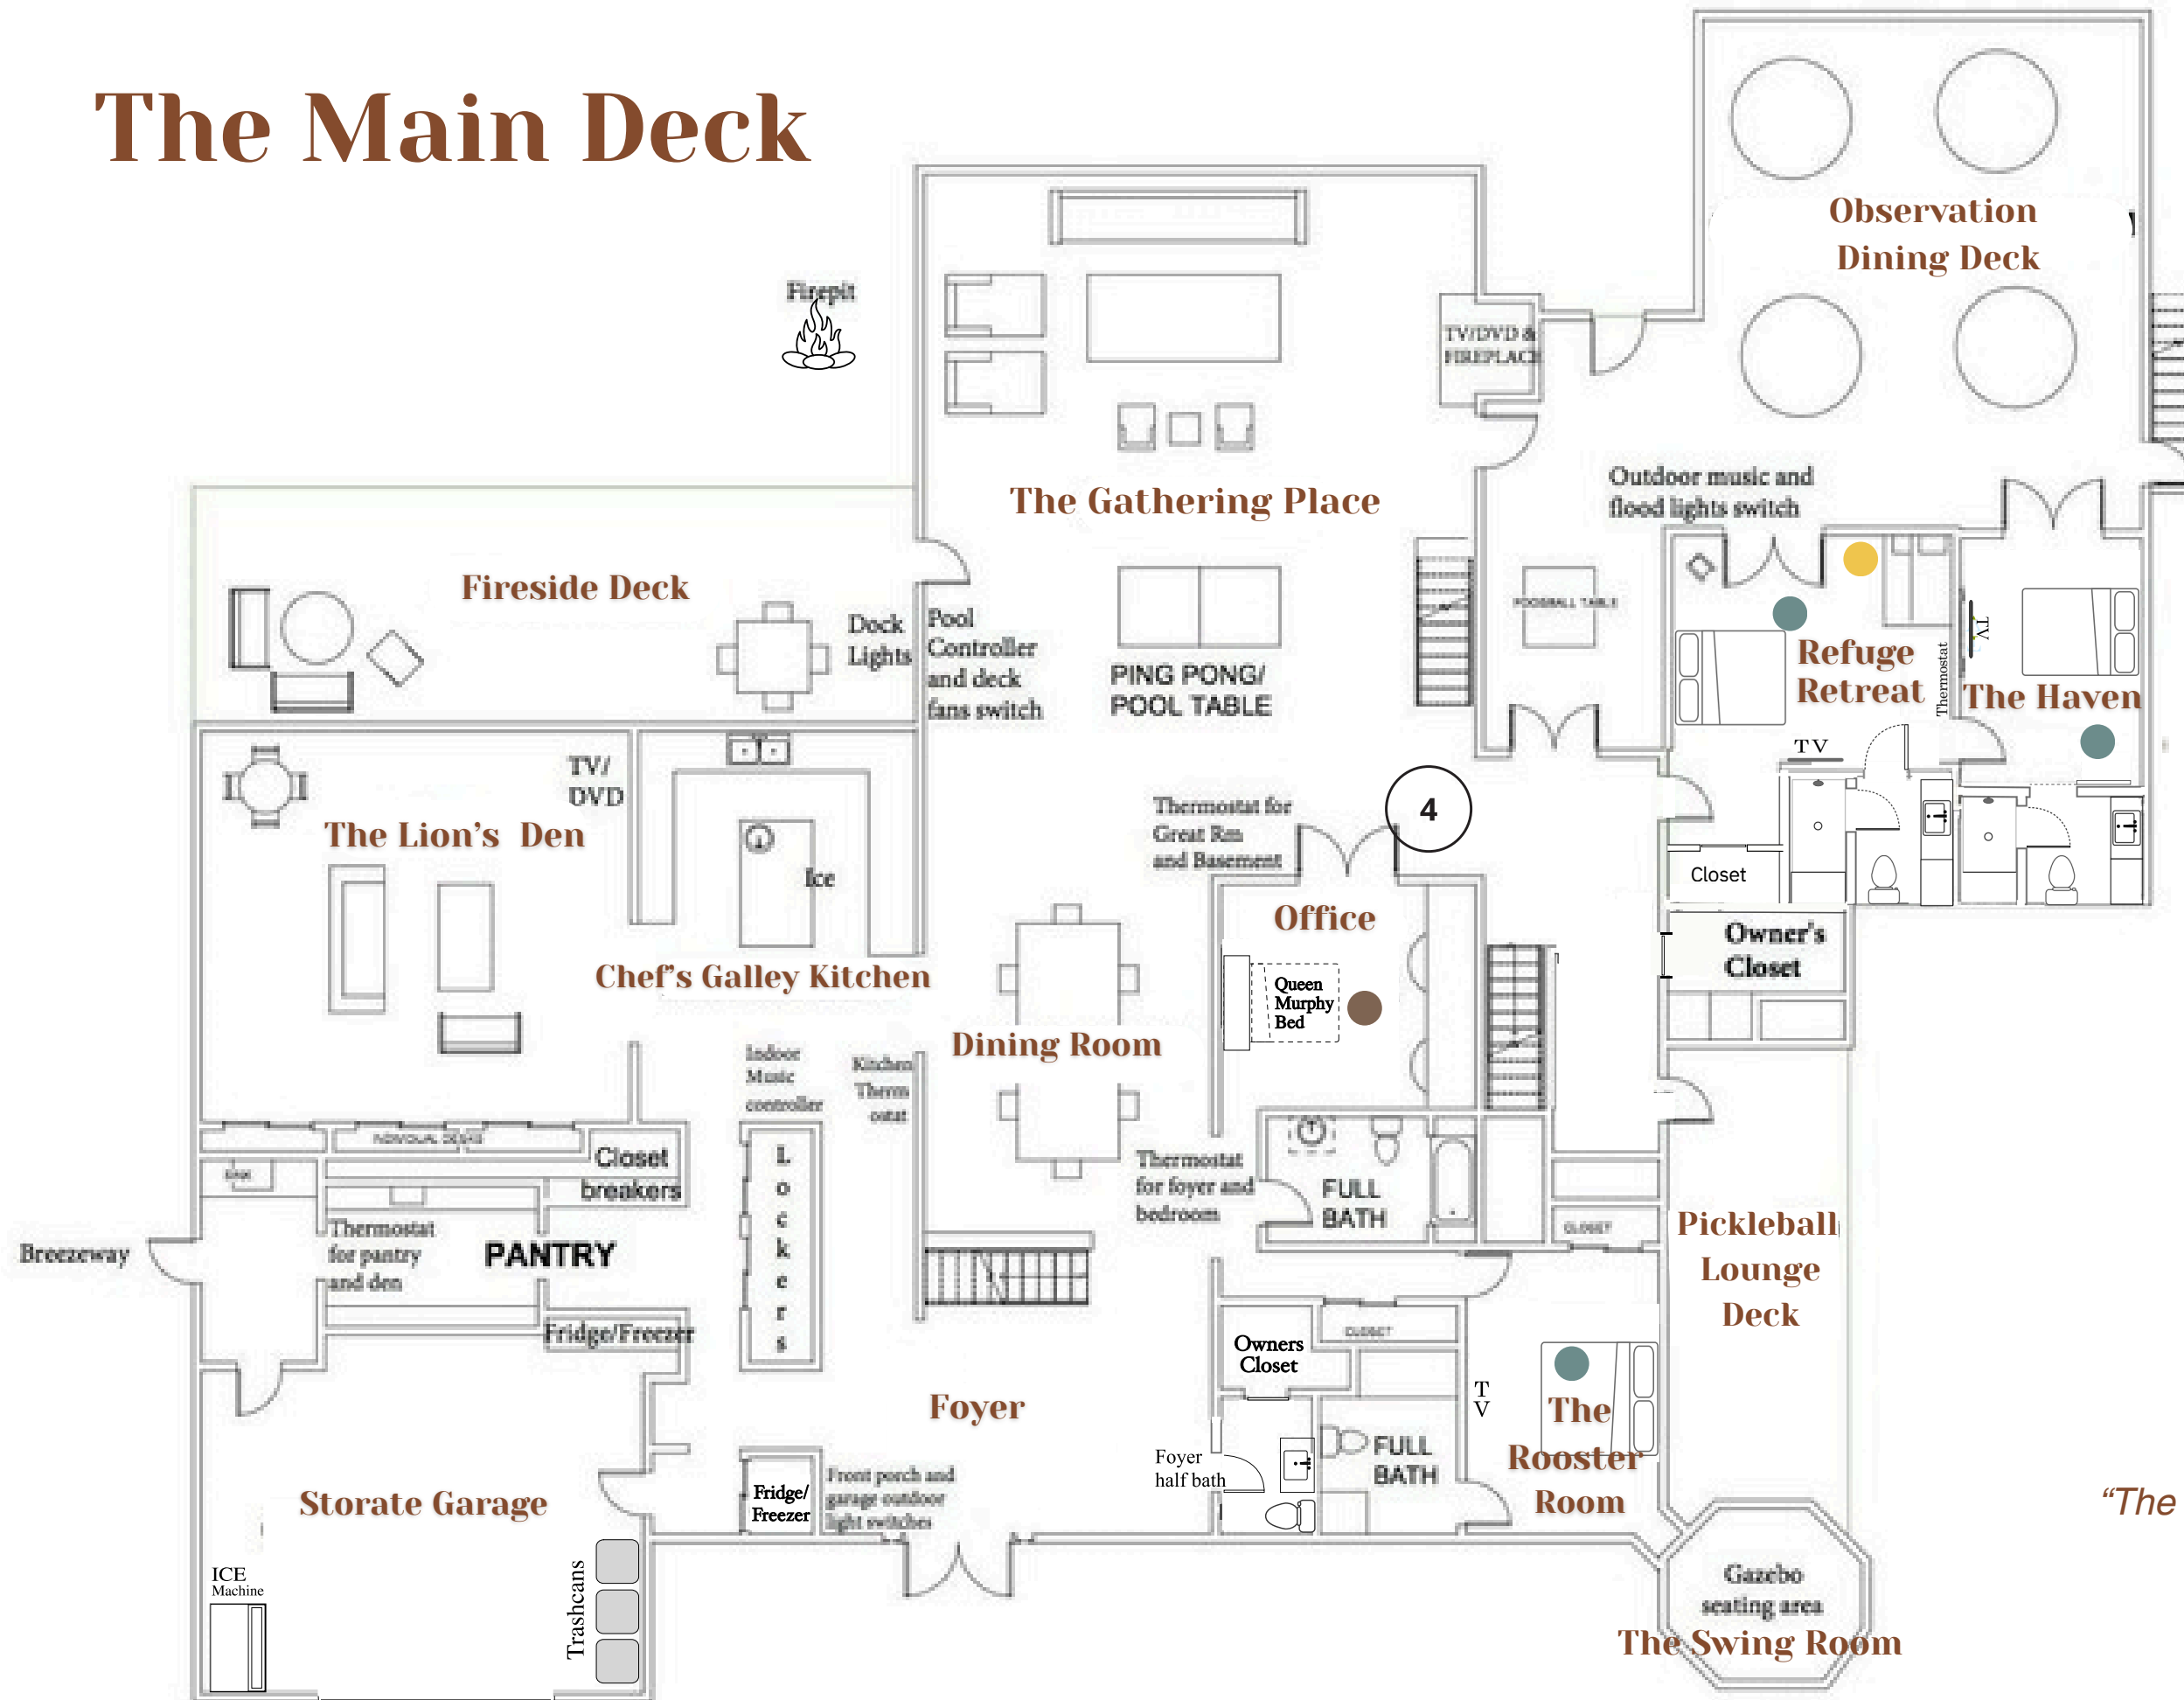 The Main Deck
Observation
Dining Deck
Firepit
TV/DVD &
FIREPLACE
Outdoor music and
flood lights switch
The Gathering Place
Fireside Deck
Dock
Lights
Pool
Controller
and deck
fans switch
PING PONG/
POOL TABLE
FOOSBALL TABLE
Refuge
Retreat
Thermostat
TV
The Haven
TV
TV/
DVD
The Lion's Den
Ice
Chef's Galley Kitchen
Thermostat for
Great Rm
and Basement
4
Office
Queen
Murphy
Bed
Closet
Owner's
Closet
Dining Room
Indoor
Music
controller
Kitchen
Therm
ostat
Lockers
Closet
breakers
Thermostat
for foyer and
bedroom
FULL
BATH
CLOSET
Pickleball
Lounge
Deck
Breezeway
Thermostat
for pantry
and den
PANTRY
Fridge/Freezer
Owners
Closet
CLOSET
Foyer
TV
The
Rooster
Room
Foyer
half bath
FULL
BATH
Storate Garage
Fridge/
Freezer
Front porch and
garage outdoor
light switches
ICE
Machine
Trashcans
Gazebo
seating area
The Swing Room
“The